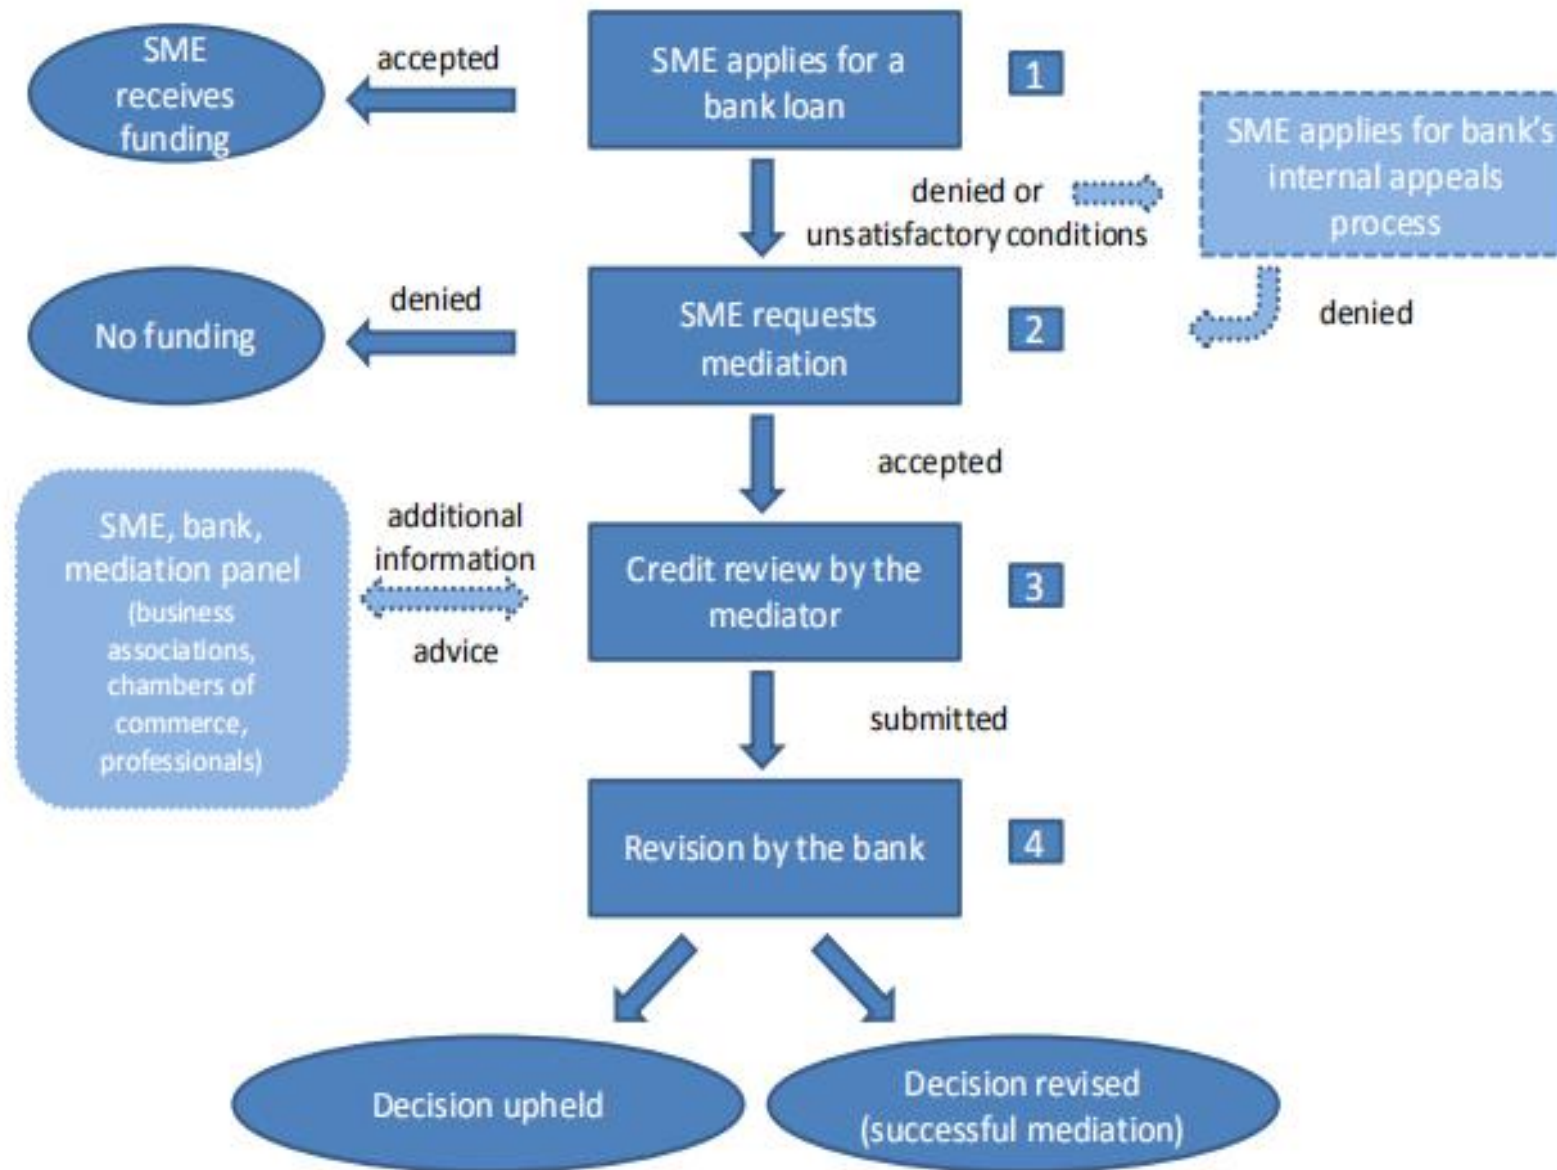 SME
receives
funding
accepted
SME applies for a
bank loan
1
SME applies for bank's
internal appeals
process
denied or
unsatisfactory conditions
denied
No funding
denied
SME requests
mediation
2
accepted
SME, bank,
mediation panel
(business
associations,
chambers of
commerce,
professionals)
additional
information
advice
Credit review by the
mediator
3
submitted
Revision by the bank
4
Decision upheld
Decision revised
(successful mediation)